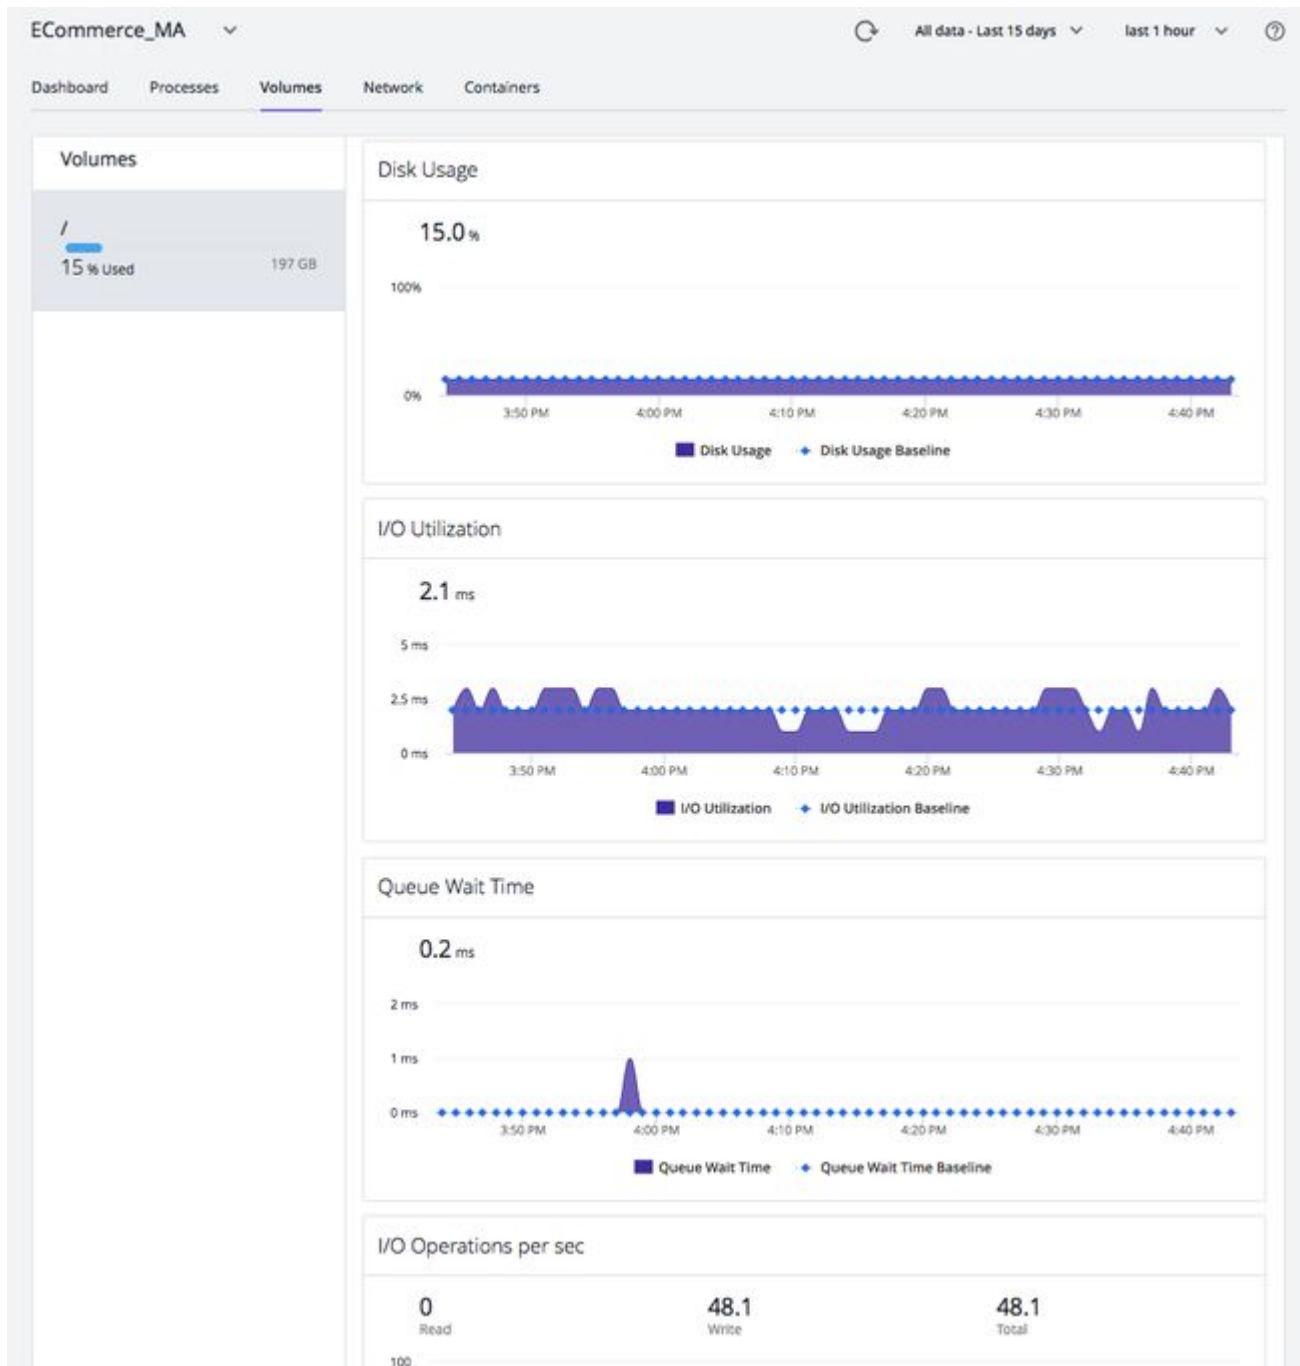 ECommerce_MA All data - Last 15 days last 1 hour ?
Dashboard Processes Volumes Network Containers
Volumes
/
15 % Used 197 GB
Disk Usage
15.0 %
100%
0%
3:50 PM 4:00 PM 4:10 PM 4:20 PM 4:30 PM 4:40 PM
Disk Usage Disk Usage Baseline
I/O Utilization
2.1 ms
5 ms
2.5 ms
0 ms
3:50 PM 4:00 PM 4:10 PM 4:20 PM 4:30 PM 4:40 PM
I/O Utilization I/O Utilization Baseline
Queue Wait Time
0.2 ms
2 ms
1 ms
0 ms
3:50 PM 4:00 PM 4:10 PM 4:20 PM 4:30 PM 4:40 PM
Queue Wait Time Queue Wait Time Baseline
I/O Operations per sec
0 48.1 48.1
Read Write Total
100